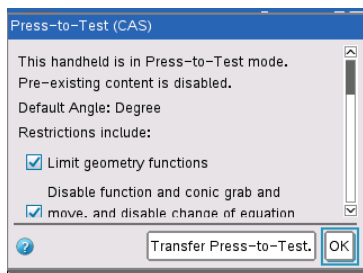 Press-to-Test (CAS)
This handheld is in Press-to-Test mode.
Pre-existing content is disabled.
Default Angle: Degree
Restrictions include:
Limit geometry functions
Disable function and conic grab and
move, and disable change of equation
?
Transfer Press-to-Test.
OK